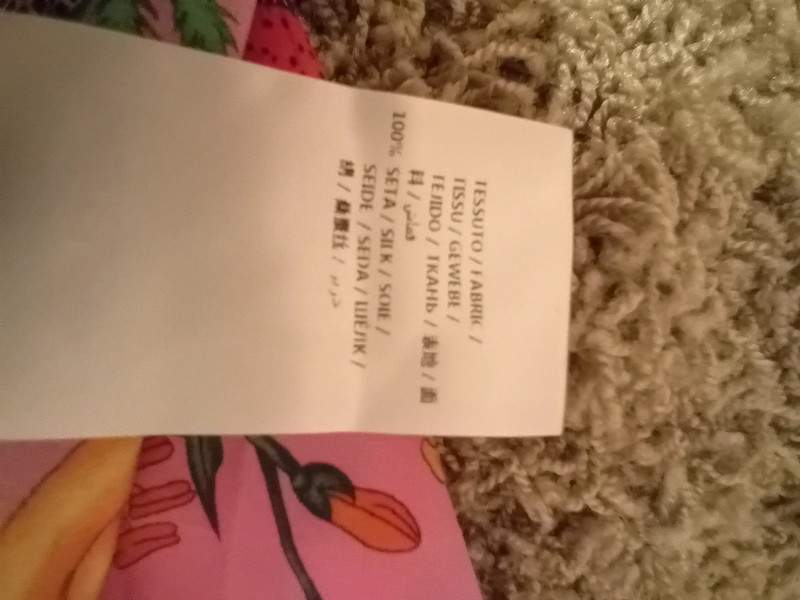 TESSUTO / FABRIC /
TISSU / GEWEBE /
TEJIDO / ТКАНЬ / 表地 / 面
料 / قماش
100% SETA / SILK / SOIE /
SEIDE / SEDA / ШЁЛК /
絹 / 桑蚕丝 / حرير